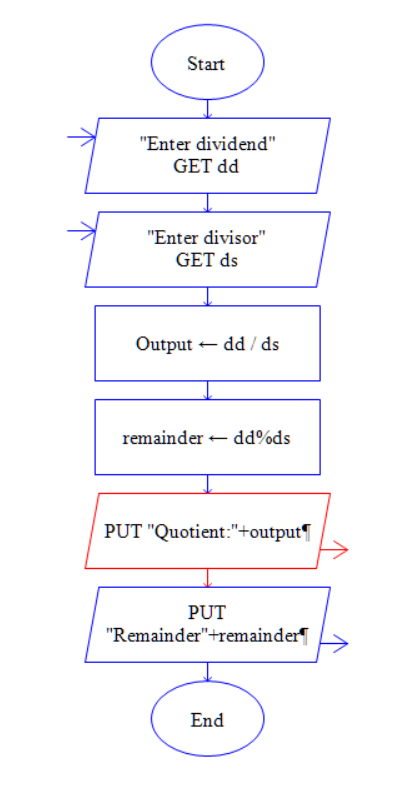 Start
"Enter dividend"
GET dd
"Enter divisor"
GET ds
Output ← dd / ds
remainder ← dd%ds
PUT "Quotient:"+output¶
PUT
"Remainder"+remainder¶
End